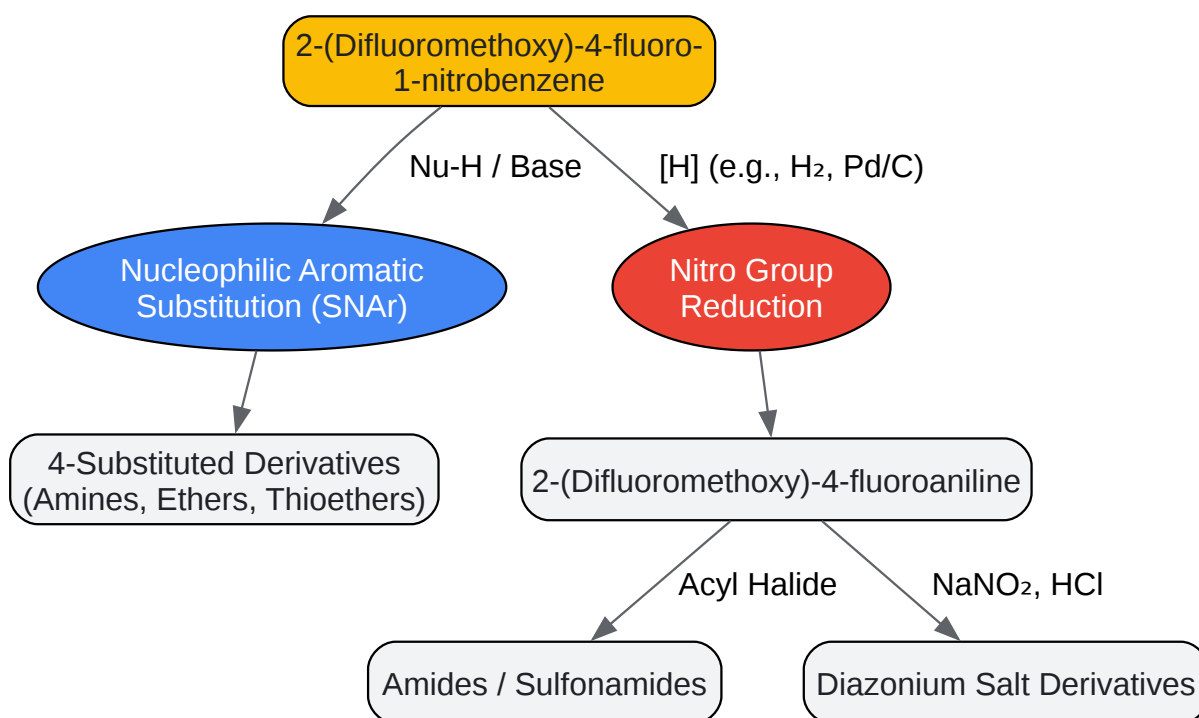 2-(Difluoromethoxy)-4-fluoro-
1-nitrobenzene
Nu-H / Base
[H] (e.g., H₂, Pd/C)
Nucleophilic Aromatic
Substitution (SNAr)
Nitro Group
Reduction
4-Substituted Derivatives
(Amines, Ethers, Thioethers)
2-(Difluoromethoxy)-4-fluoroaniline
Acyl Halide
NaNO₂, HCl
Amides / Sulfonamides
Diazonium Salt Derivatives